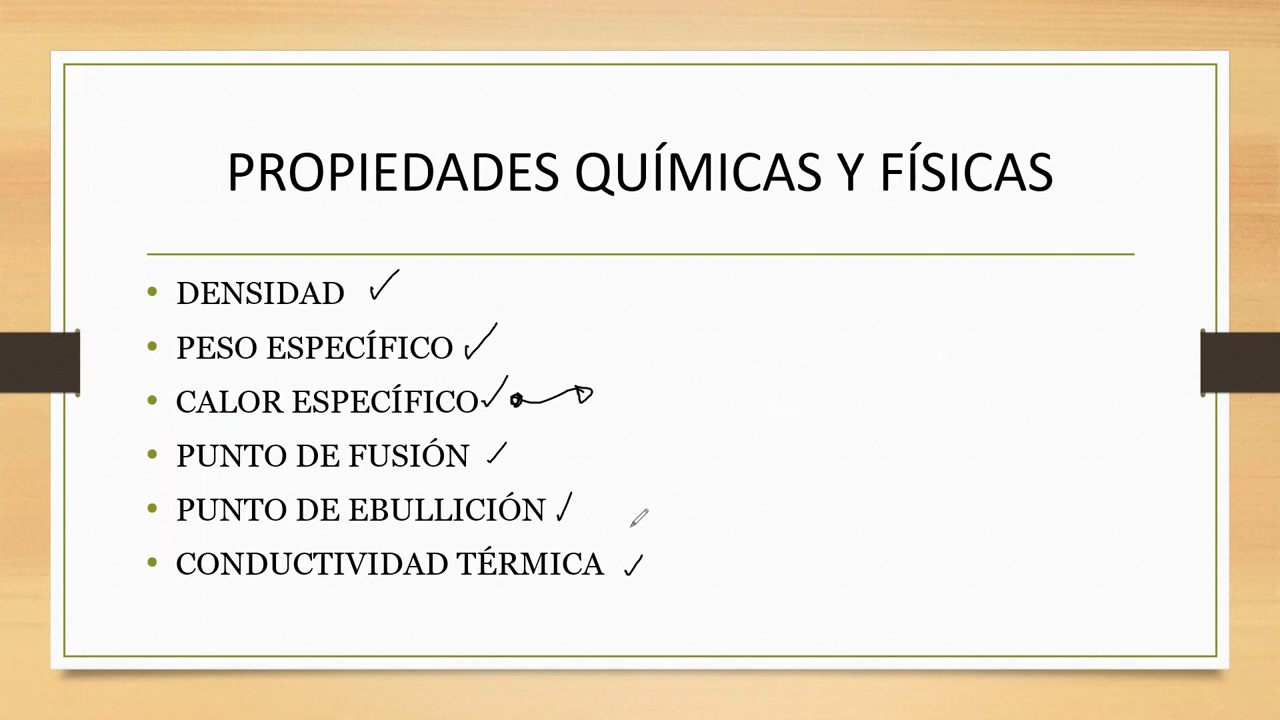 PROPIEDADES QUÍMICAS Y FÍSICAS
• DENSIDAD ✓
• PESO ESPECÍFICO ✓
• CALOR ESPECÍFICO ✓
• PUNTO DE FUSIÓN ✓
• PUNTO DE EBULLICIÓN ✓
• CONDUCTIVIDAD TÉRMICA ✓